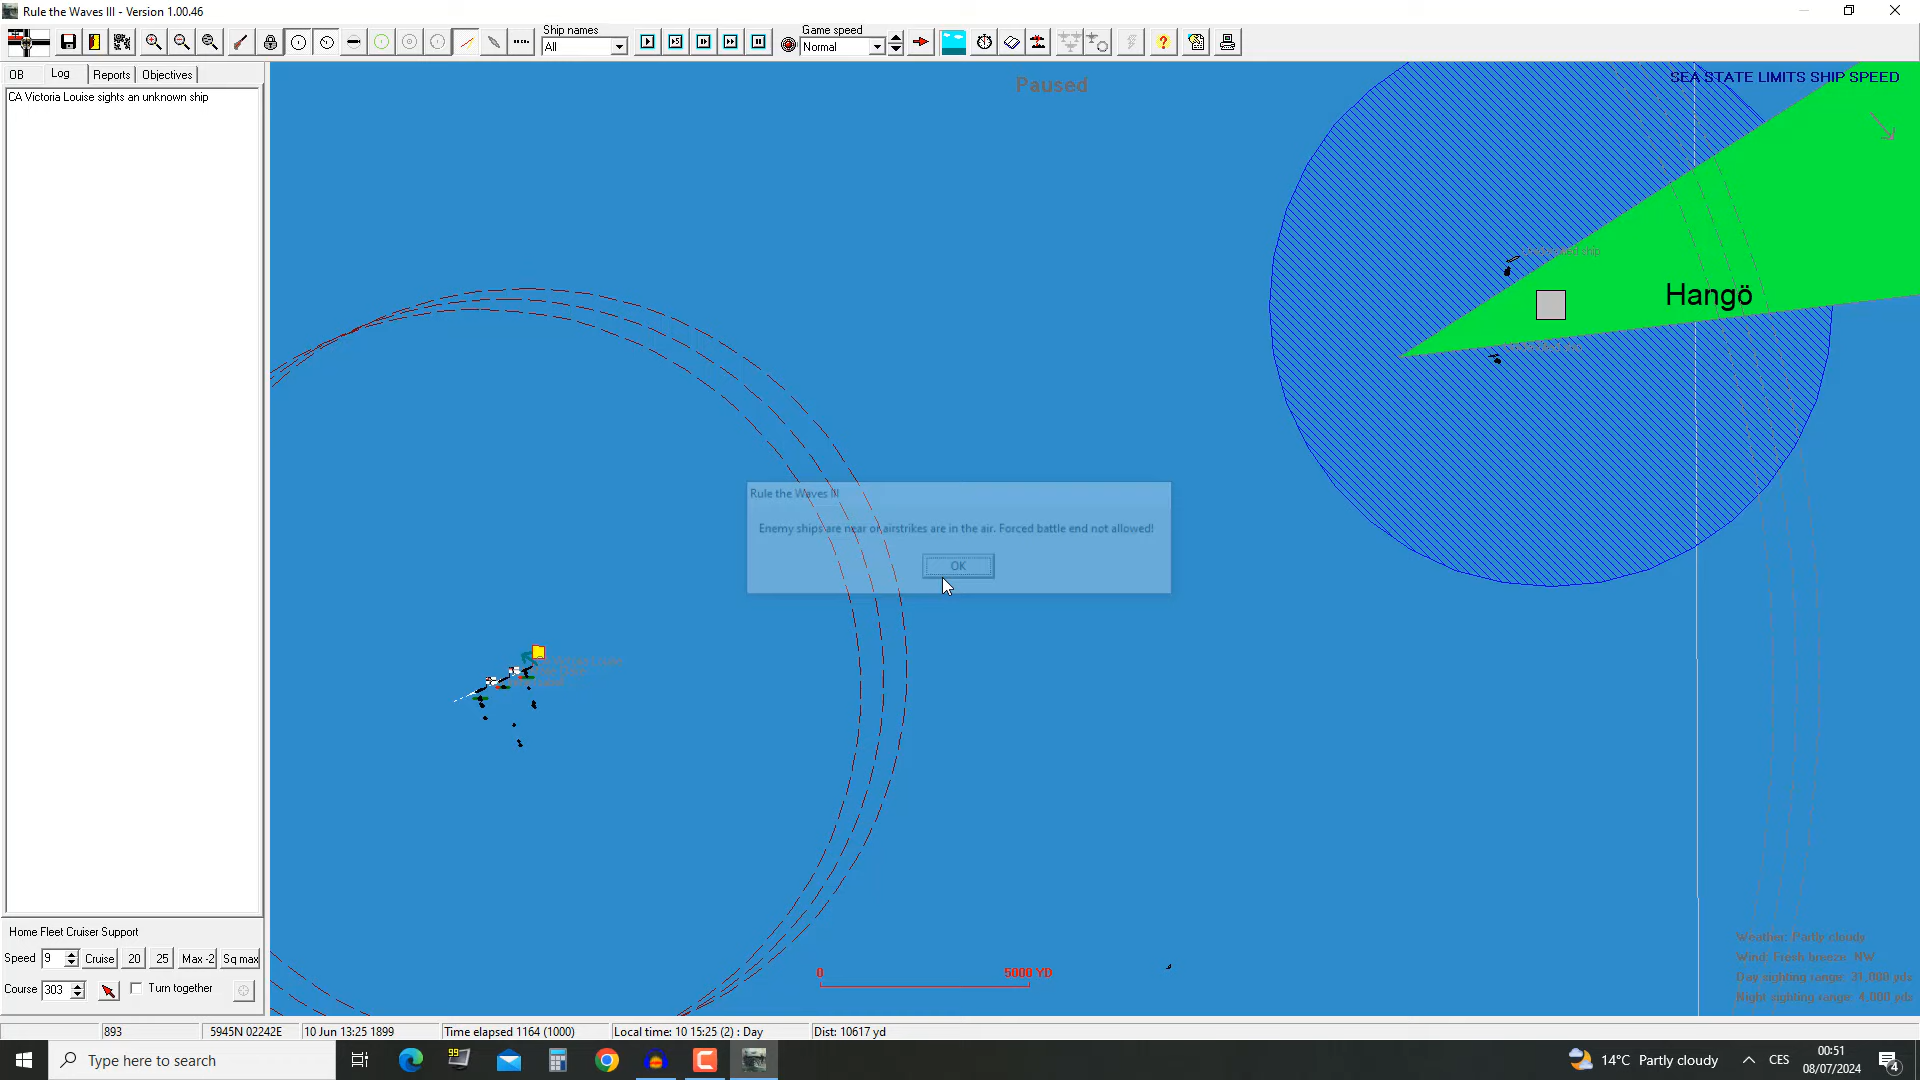 Rule the Waves III - Version 1.00.46
Ship names
All
Game speed
Normal
OB
Log
Reports
Objectives
CA Victoria Louise sights an unknown ship
Paused
SEA STATE LIMITS SHIP SPEED
Hangö
Rule the Waves III
Enemy ships are near or airstrikes are in the air. Forced battle end not allowed!
OK
0
5000 YD
Weather: Partly cloudy
Wind: Fresh breeze NW
Day sighting range: 31,000 yds
Night sighting range: 4,000 yds
Home Fleet Cruiser Support
Speed 9 Cruise 20 25 Max -2 Sq max
Course 303 Turn together
893
5945N 02242E
10 Jun 13:25 1899
Time elapsed 1164 (1000)
Local time: 10 15:25 (2) : Day
Dist: 10617 yd
Type here to search
99
14°C Partly cloudy
CES
00:51
08/07/2024
4